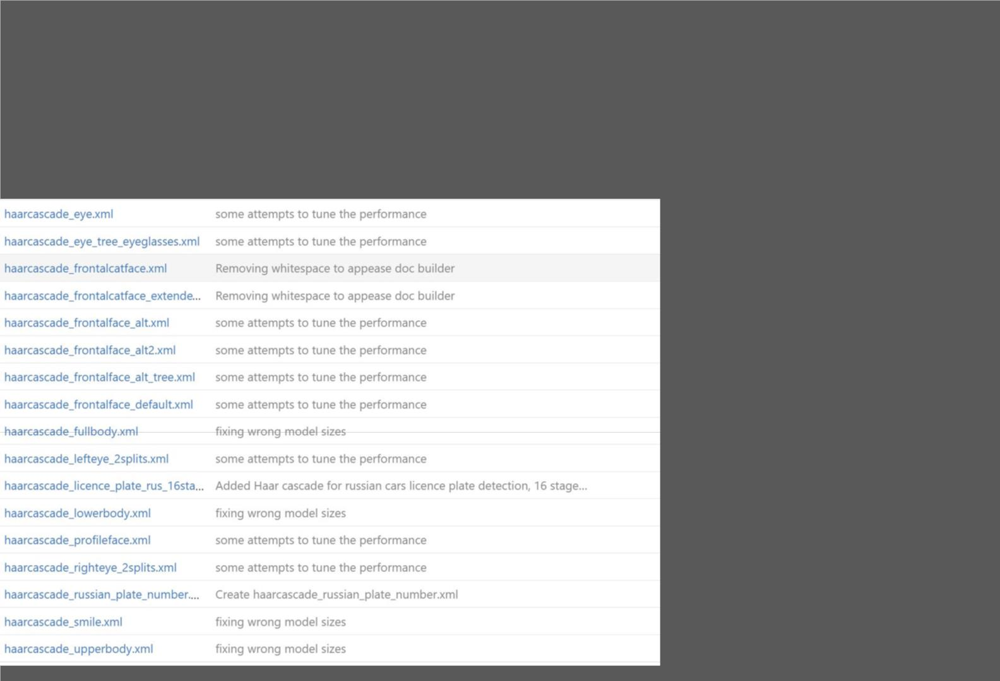 haarcascade_eye.xml some attempts to tune the performance
haarcascade_eye_tree_eyeglasses.xml some attempts to tune the performance
haarcascade_frontalcatface.xml Removing whitespace to appease doc builder
haarcascade_frontalcatface_extende... Removing whitespace to appease doc builder
haarcascade_frontalface_alt.xml some attempts to tune the performance
haarcascade_frontalface_alt2.xml some attempts to tune the performance
haarcascade_frontalface_alt_tree.xml some attempts to tune the performance
haarcascade_frontalface_default.xml some attempts to tune the performance
haarcascade_fullbody.xml fixing wrong model sizes
haarcascade_lefteye_2splits.xml some attempts to tune the performance
haarcascade_licence_plate_rus_16sta... Added Haar cascade for russian cars licence plate detection, 16 stage...
haarcascade_lowerbody.xml fixing wrong model sizes
haarcascade_profileface.xml some attempts to tune the performance
haarcascade_righteye_2splits.xml some attempts to tune the performance
haarcascade_russian_plate_number.... Create haarcascade_russian_plate_number.xml
haarcascade_smile.xml fixing wrong model sizes
haarcascade_upperbody.xml fixing wrong model sizes